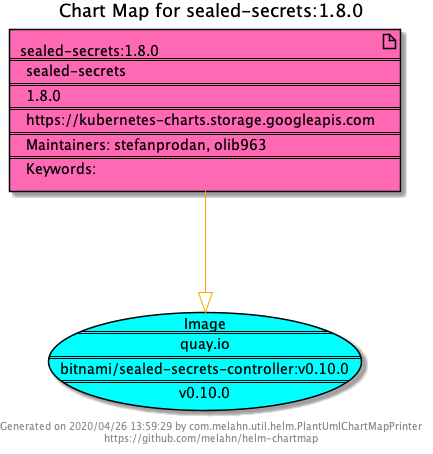 Chart Map for sealed-secrets:1.8.0
sealed-secrets:1.8.0
sealed-secrets
1.8.0
https://kubernetes-charts.storage.googleapis.com
Maintainers: stefanprodan, olib963
Keywords:
Image
quay.io
bitnami/sealed-secrets-controller:v0.10.0
v0.10.0
Generated on 2020/04/26 13:59:29 by com.melahn.util.helm.PlantUmlChartMapPrinter
https://github.com/melahn/helm-chartmap